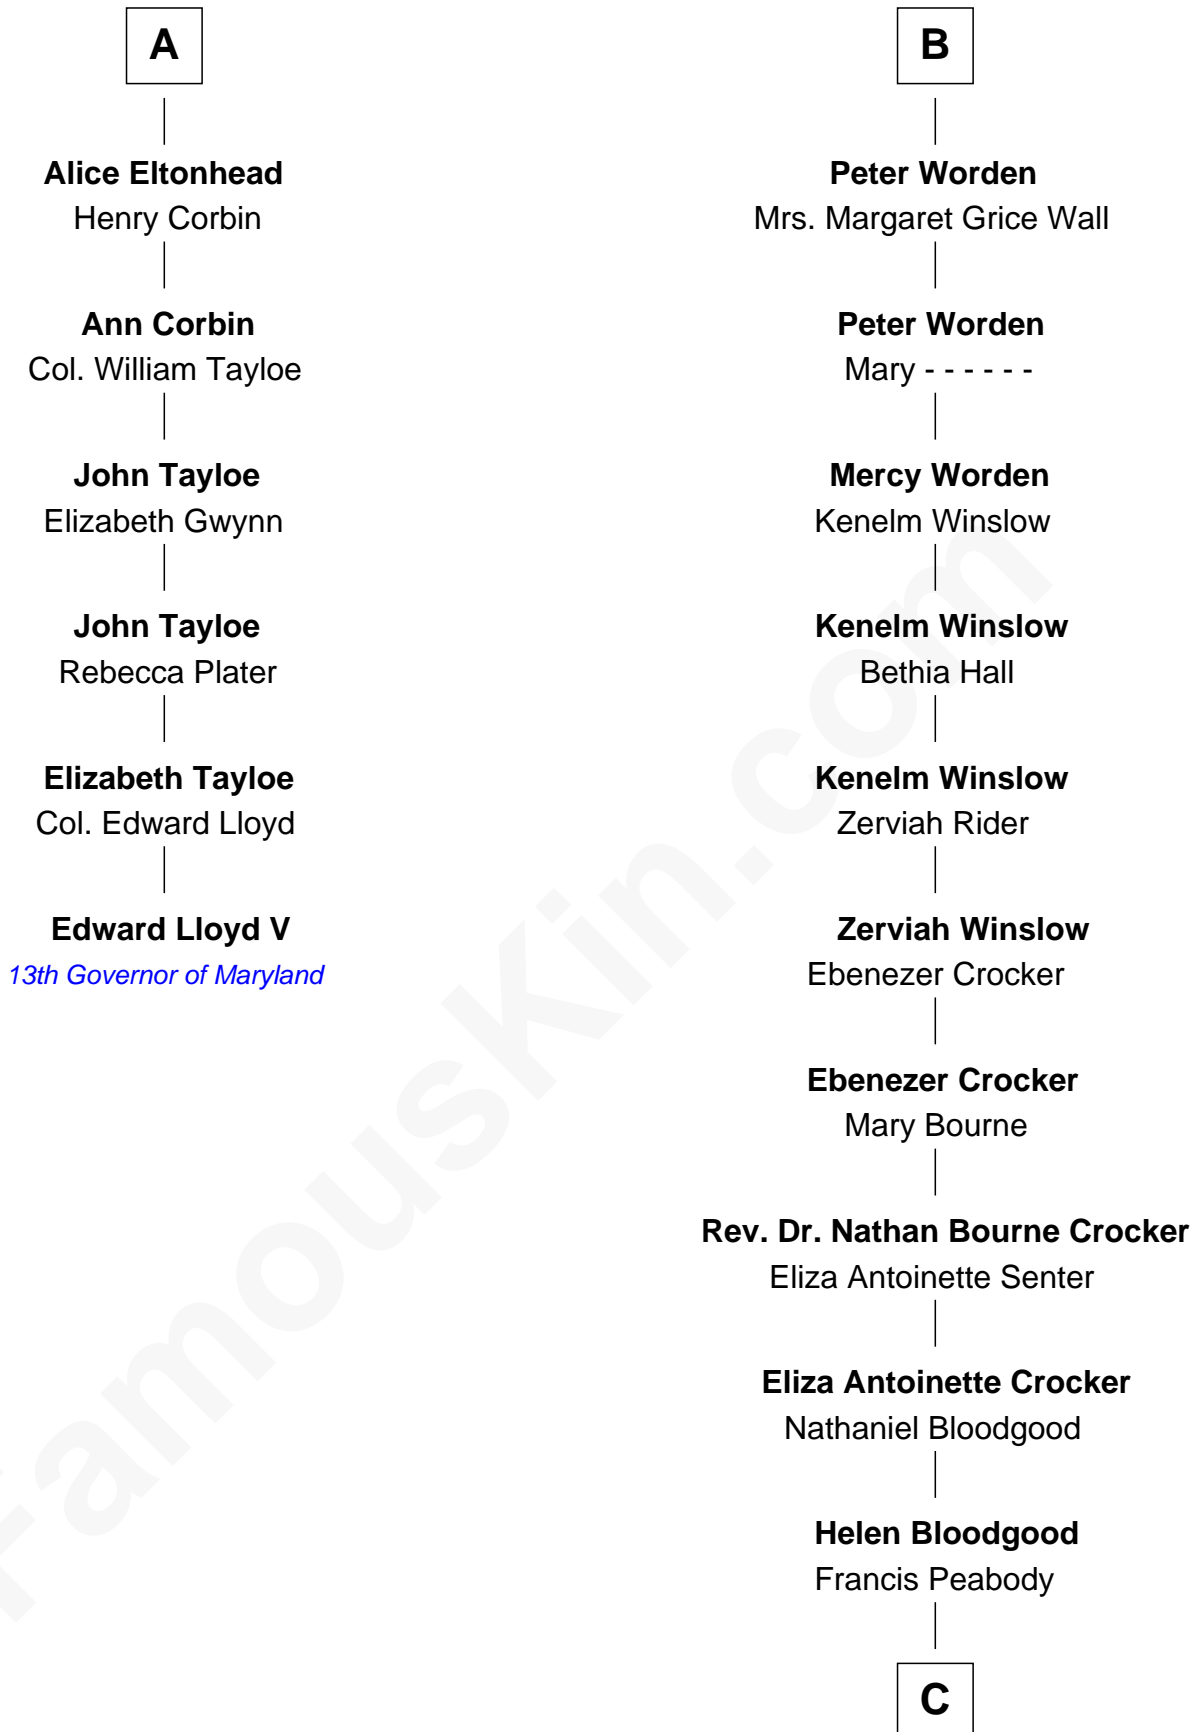 A
Alice Eltonhead
Henry Corbin
Ann Corbin
Col. William Tayloe
John Tayloe
Elizabeth Gwynn
John Tayloe
Rebecca Plater
Elizabeth Tayloe
Col. Edward Lloyd
Edward Lloyd V
13th Governor of Maryland
B
Peter Worden
Mrs. Margaret Grice Wall
Peter Worden
Mary - - - - - -
Mercy Worden
Kenelm Winslow
Kenelm Winslow
Bethia Hall
Kenelm Winslow
Zerviah Rider
Zerviah Winslow
Ebenezer Crocker
Ebenezer Crocker
Mary Bourne
Rev. Dr. Nathan Bourne Crocker
Eliza Antoinette Senter
Eliza Antoinette Crocker
Nathaniel Bloodgood
Helen Bloodgood
Francis Peabody
C
FamousKin.com